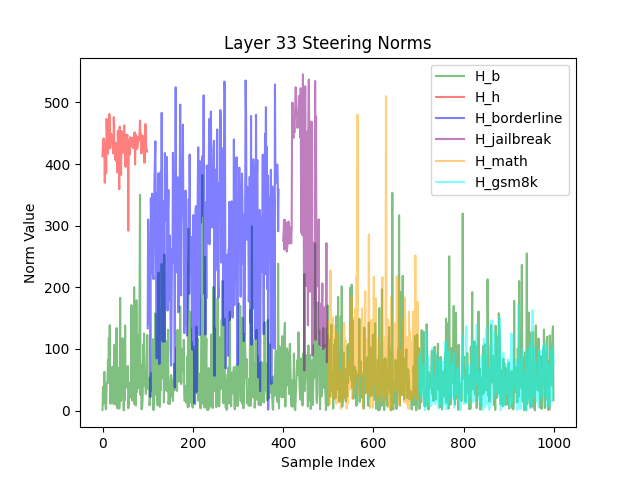 Layer 33 Steering Norms
H_b
H_h
H_borderline
H_jailbreak
H_math
H_gsm8k
Norm Value
500
400
300
200
100
0
0
200
400
600
800
1000
Sample Index